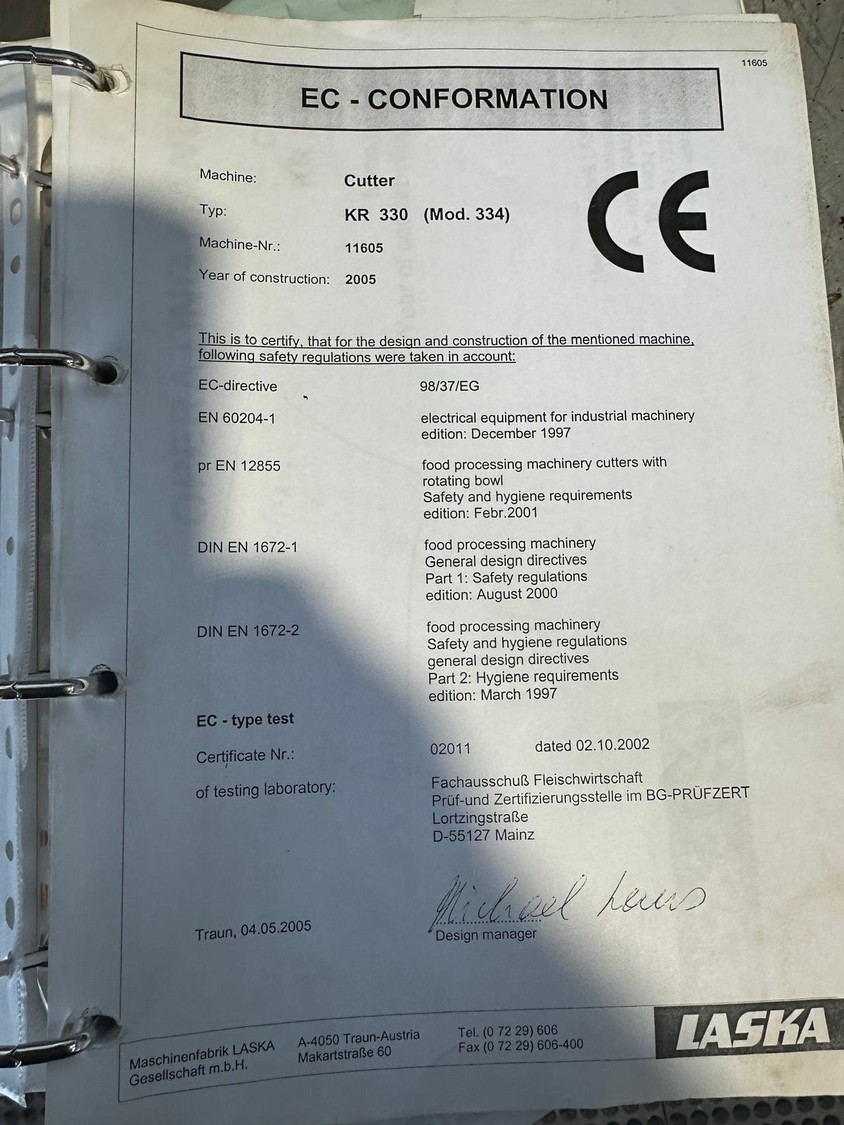 11605
EC - CONFORMATION
CE
Machine: Cutter
Typ: KR 330 (Mod. 334)
Machine-Nr.: 11605
Year of construction: 2005
This is to certify, that for the design and construction of the mentioned machine,
following safety regulations were taken in account:
EC-directive 98/37/EG
EN 60204-1 electrical equipment for industrial machinery
edition: December 1997
pr EN 12855 food processing machinery cutters with
rotating bowl
Safety and hygiene requirements
edition: Febr.2001
DIN EN 1672-1 food processing machinery
General design directives
Part 1: Safety regulations
edition: August 2000
DIN EN 1672-2 food processing machinery
Safety and hygiene regulations
general design directives
Part 2: Hygiene requirements
edition: March 1997
EC - type test
Certificate Nr.: 02011 dated 02.10.2002
of testing laboratory: Fachausschuß Fleischwirtschaft
Prüf-und Zertifizierungsstelle im BG-PRÜFZERT
Lortzingstraße
D-55127 Mainz
Michael
Traun, 04.05.2005 Design manager
Maschinenfabrik LASKA A-4050 Traun-Austria Tel. (0 72 29) 606
Gesellschaft m.b.H. Makartstraße 60 Fax (0 72 29) 606-400
LASKA